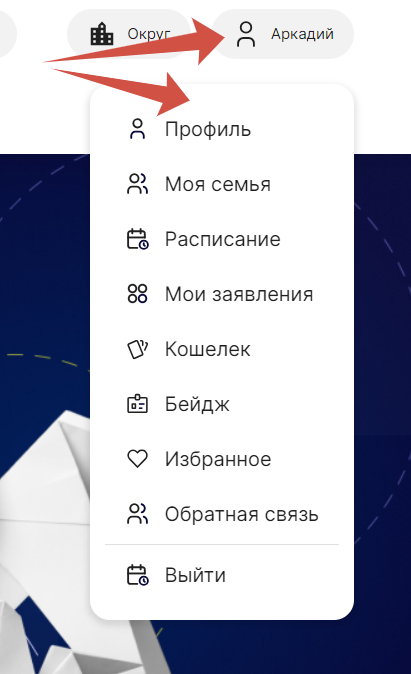 Округ
Аркадий
Профиль
Моя семья
Расписание
Мои заявления
Кошелек
Бейдж
Избранное
Обратная связь
Выйти